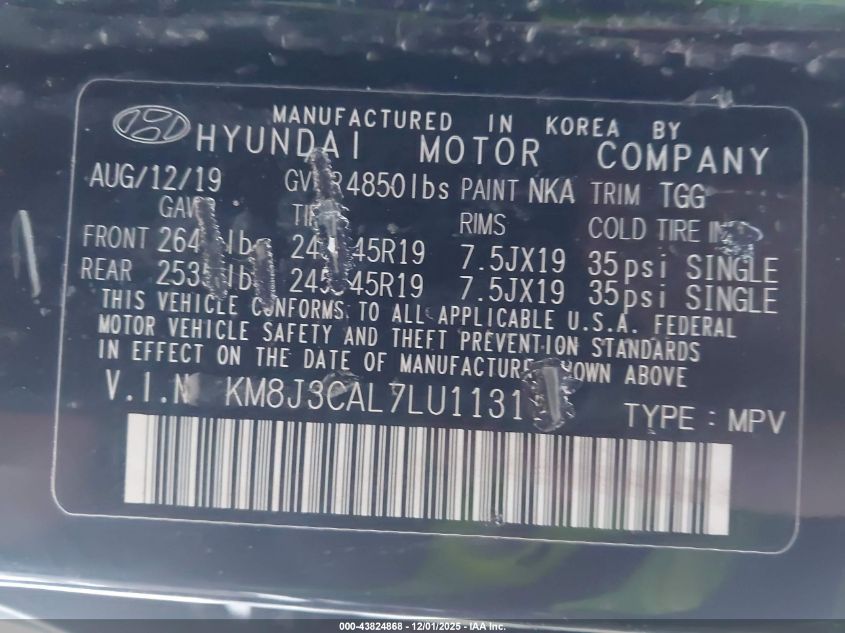 MANUFACTURED IN KOREA BY
HYUNDAI MOTOR COMPANY
AUG/12/19 4850lbs PAINT NKA TRIM TGG
RIMS COLD TIRE
FRONT 7.5JX19 35psi SINGLE
REAR 7.5JX19 35psi SINGLE
THIS VEHICLE CONFORMS TO ALL APPLICABLE U.S.A. FEDERAL
MOTOR VEHICLE SAFETY AND THEFT PREVENTION STANDARDS
IN EFFECT ON THE DATE OF MANUFACTURE SHOWN ABOVE
V.I.N TYPE : MPV
000-43824868 - 12/01/2025 - IAA Inc.